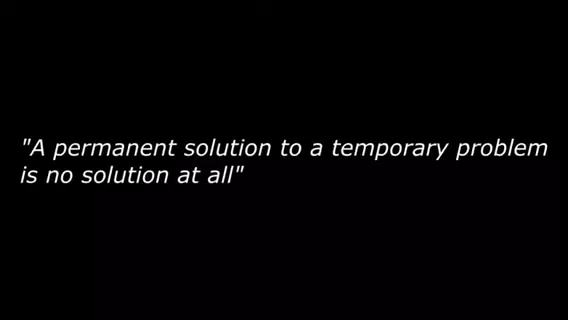 "A permanent solution to a temporary problem
is no solution at all"